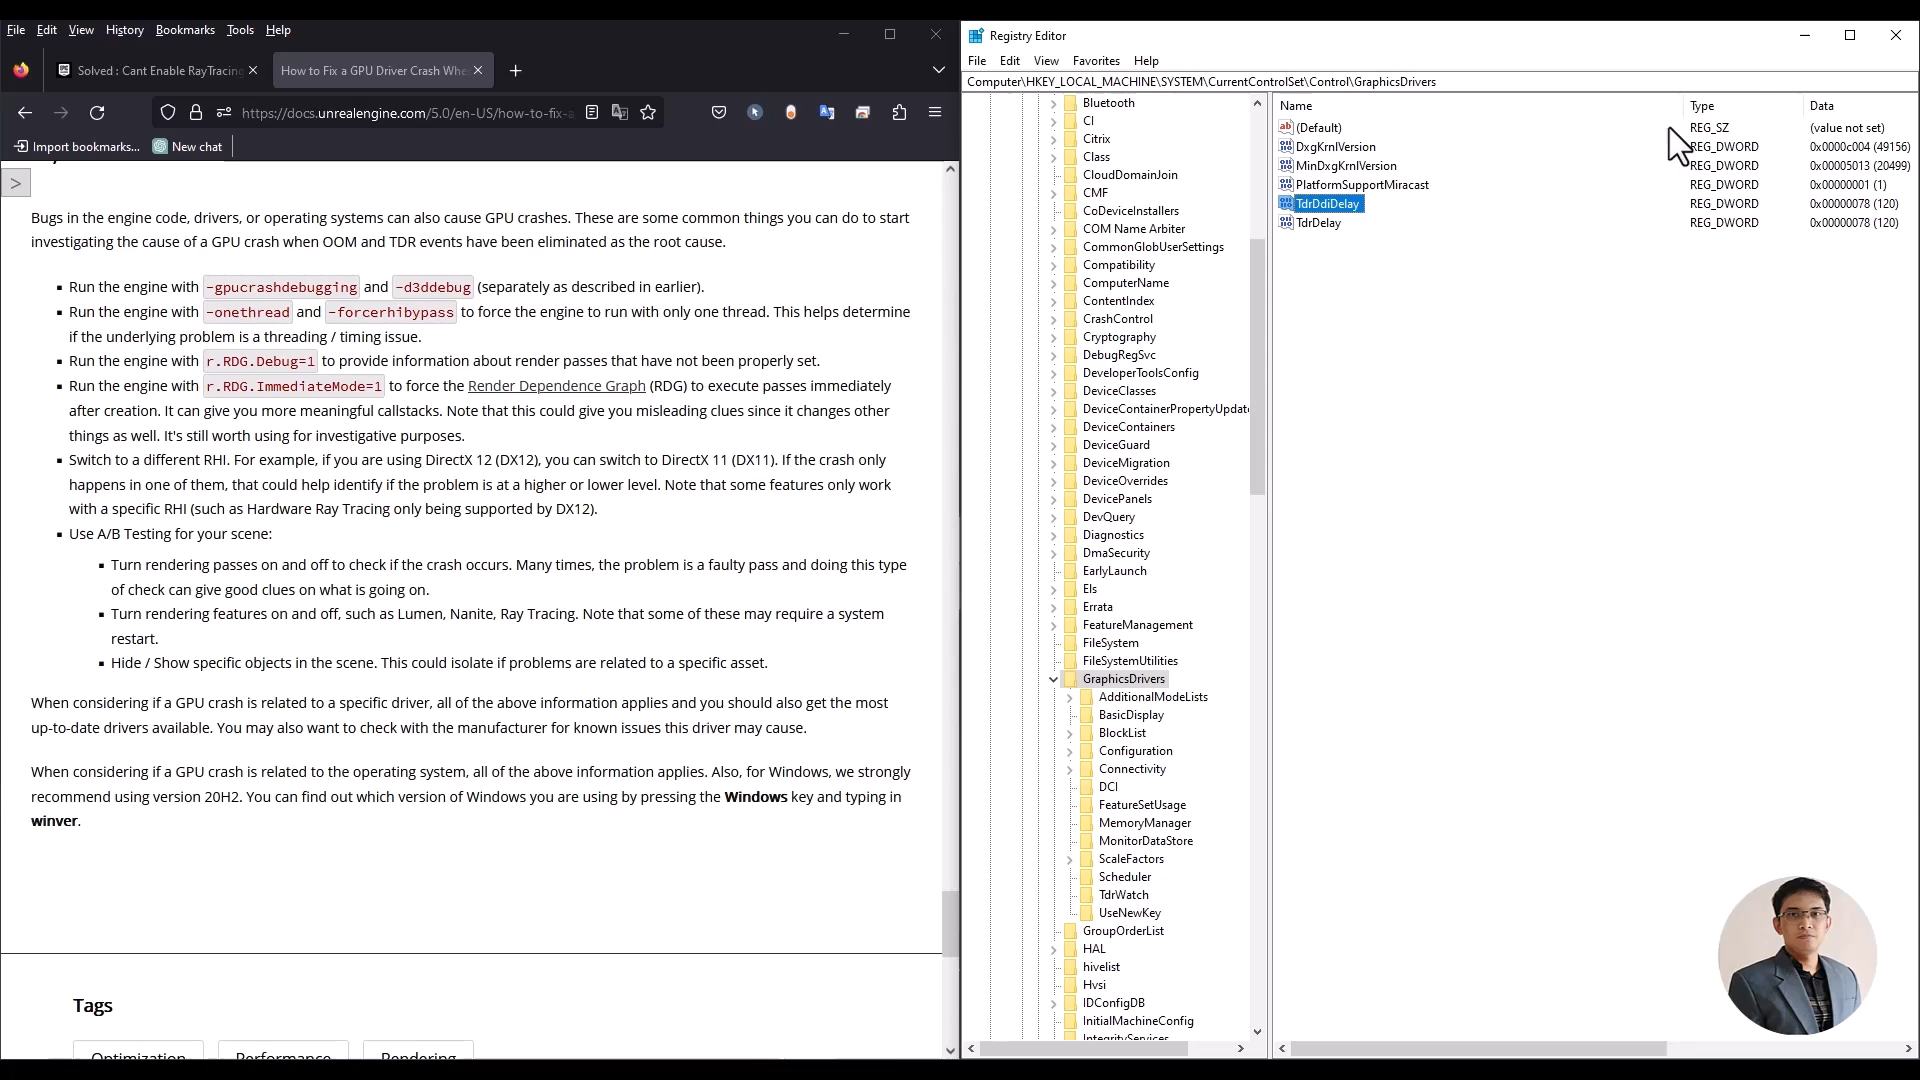 File Edit View History Bookmarks Tools Help
Solved : Cant Enable RayTracing
How to Fix a GPU Driver Crash Whe
https://docs.unrealengine.com/5.0/en-US/how-to-fix-a
Import bookmarks...
New chat
>
Bugs in the engine code, drivers, or operating systems can also cause GPU crashes. These are some common things you can do to start
investigating the cause of a GPU crash when OOM and TDR events have been eliminated as the root cause.
▪ Run the engine with -gpucrashdebugging and -d3ddebug (separately as described in earlier).
▪ Run the engine with -onethread and -forcerhibypass to force the engine to run with only one thread. This helps determine
if the underlying problem is a threading / timing issue.
▪ Run the engine with r.RDG.Debug=1 to provide information about render passes that have not been properly set.
▪ Run the engine with r.RDG.ImmediateMode=1 to force the Render Dependence Graph (RDG) to execute passes immediately
after creation. It can give you more meaningful callstacks. Note that this could give you misleading clues since it changes other
things as well. It's still worth using for investigative purposes.
▪ Switch to a different RHI. For example, if you are using DirectX 12 (DX12), you can switch to DirectX 11 (DX11). If the crash only
happens in one of them, that could help identify if the problem is at a higher or lower level. Note that some features only work
with a specific RHI (such as Hardware Ray Tracing only being supported by DX12).
▪ Use A/B Testing for your scene:
▪ Turn rendering passes on and off to check if the crash occurs. Many times, the problem is a faulty pass and doing this type
of check can give good clues on what is going on.
▪ Turn rendering features on and off, such as Lumen, Nanite, Ray Tracing. Note that some of these may require a system
restart.
▪ Hide / Show specific objects in the scene. This could isolate if problems are related to a specific asset.
When considering if a GPU crash is related to a specific driver, all of the above information applies and you should also get the most
up-to-date drivers available. You may also want to check with the manufacturer for known issues this driver may cause.
When considering if a GPU crash is related to the operating system, all of the above information applies. Also, for Windows, we strongly
recommend using version 20H2. You can find out which version of Windows you are using by pressing the Windows key and typing in
winver.
Tags
Optimization
Performance
Rendering
Registry Editor
File Edit View Favorites Help
Computer\HKEY_LOCAL_MACHINE\SYSTEM\CurrentControlSet\Control\GraphicsDrivers
Bluetooth
CI
Citrix
Class
CloudDomainJoin
CMF
CoDeviceInstallers
COM Name Arbiter
CommonGlobUserSettings
Compatibility
ComputerName
ContentIndex
CrashControl
Cryptography
DebugRegSvc
DeveloperToolsConfig
DeviceClasses
DeviceContainerPropertyUpdat
DeviceContainers
DeviceGuard
DeviceMigration
DeviceOverrides
DevicePanels
DevQuery
Diagnostics
DmaSecurity
EarlyLaunch
Els
Errata
FeatureManagement
FileSystem
FileSystemUtilities
GraphicsDrivers
AdditionalModeLists
BasicDisplay
BlockList
Configuration
Connectivity
DCI
FeatureSetUsage
MemoryManager
MonitorDataStore
ScaleFactors
Scheduler
TdrWatch
UseNewKey
GroupOrderList
HAL
hivelist
Hvsi
IDConfigDB
InitialMachineConfig
IntegrityServices
Name Type Data
(Default) REG_SZ (value not set)
DxgKrnlVersion REG_DWORD 0x0000c004 (49156)
MinDxgKrnlVersion REG_DWORD 0x00005013 (20499)
PlatformSupportMiracast REG_DWORD 0x00000001 (1)
TdrDdiDelay REG_DWORD 0x00000078 (120)
TdrDelay REG_DWORD 0x00000078 (120)